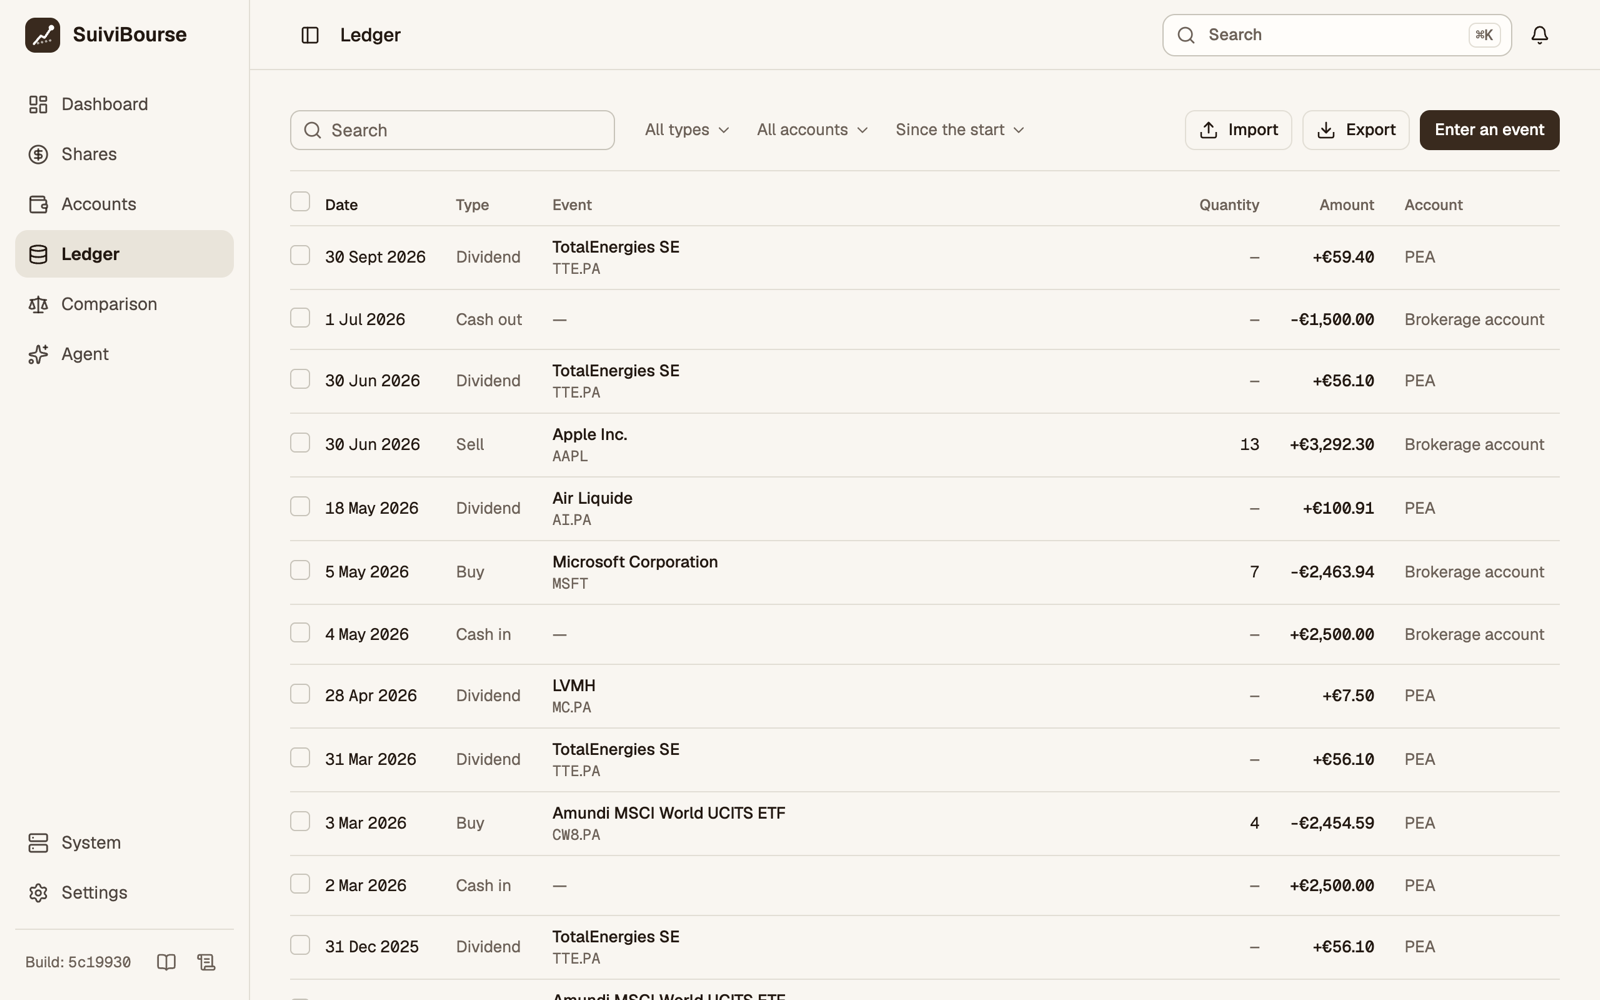 SuiviBourse
Ledger
Search
⌘K
Dashboard
Shares
Accounts
Ledger
Comparison
Agent
System
Settings
Build: 5c19930
Search
All types
All accounts
Since the start
Import
Export
Enter an event
Date Type Event Quantity Amount Account
30 Sept 2026 Dividend TotalEnergies SE – +€59.40 PEA
TTE.PA
1 Jul 2026 Cash out — – -€1,500.00 Brokerage account
30 Jun 2026 Dividend TotalEnergies SE – +€56.10 PEA
TTE.PA
30 Jun 2026 Sell Apple Inc. 13 +€3,292.30 Brokerage account
AAPL
18 May 2026 Dividend Air Liquide – +€100.91 PEA
AI.PA
5 May 2026 Buy Microsoft Corporation 7 -€2,463.94 Brokerage account
MSFT
4 May 2026 Cash in — – +€2,500.00 Brokerage account
28 Apr 2026 Dividend LVMH – +€7.50 PEA
MC.PA
31 Mar 2026 Dividend TotalEnergies SE – +€56.10 PEA
TTE.PA
3 Mar 2026 Buy Amundi MSCI World UCITS ETF 4 -€2,454.59 PEA
CW8.PA
2 Mar 2026 Cash in — – +€2,500.00 PEA
31 Dec 2025 Dividend TotalEnergies SE – +€56.10 PEA
TTE.PA
Amundi MSCI World UCITS ETF